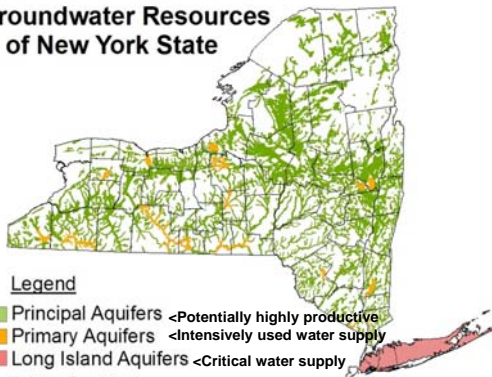 roundwater Resources
of New York State
Legend
Principal Aquifers <Potentially highly productive
Primary Aquifers <Intensively used water supply
Long Island Aquifers <Critical water supply